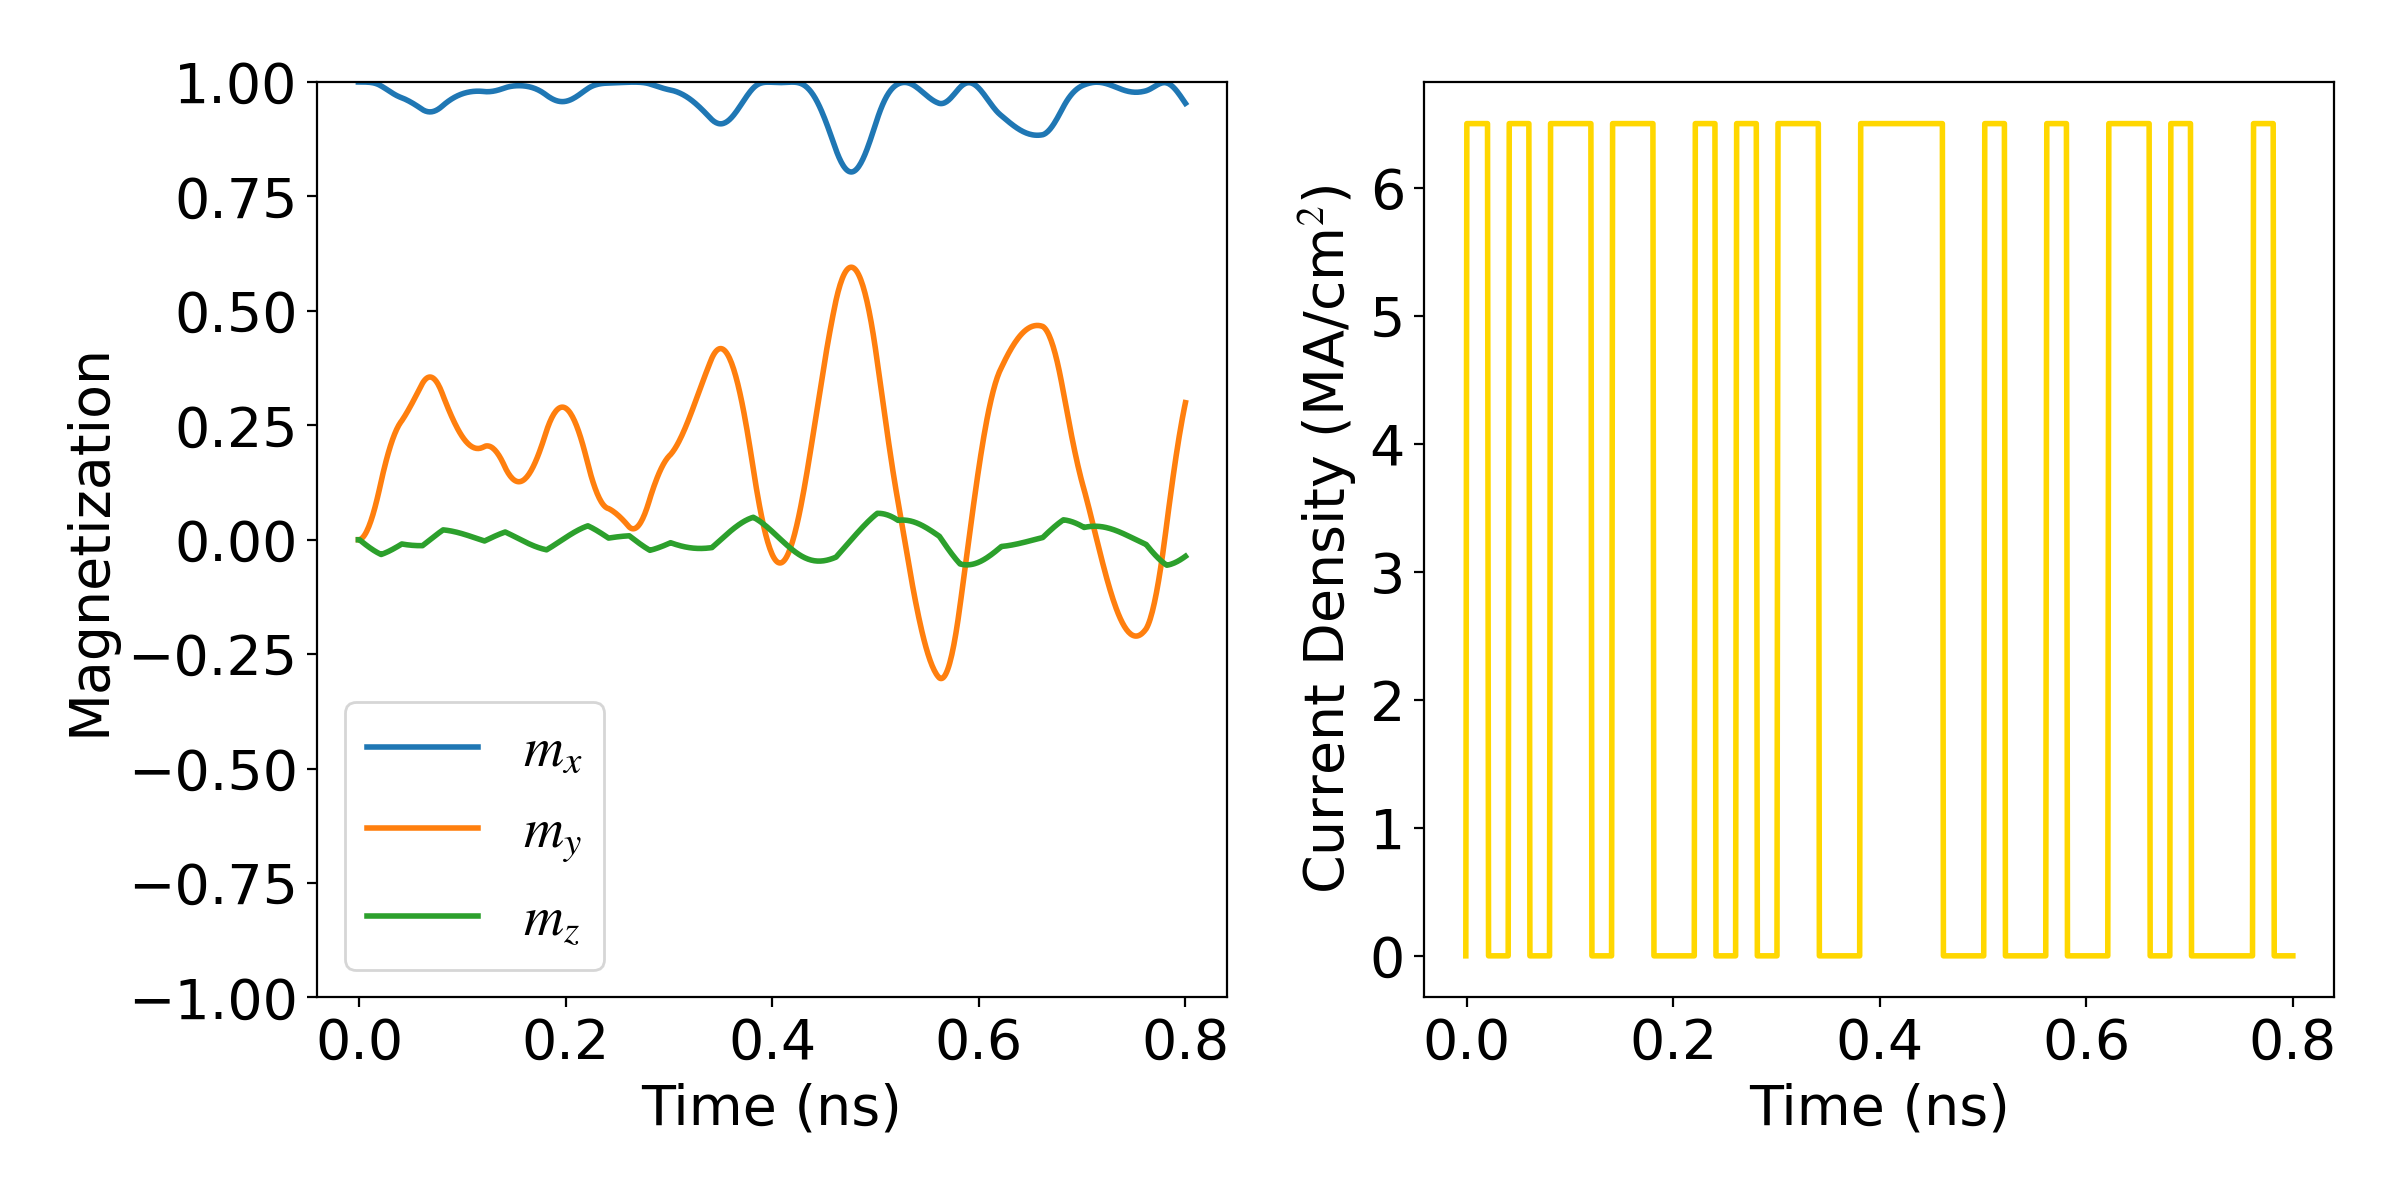 Magnetization
1.00
0.75
0.50
0.25
0.00
−0.25
−0.50
−0.75
−1.00
m_x
m_y
m_z
0.0 0.2 0.4 0.6 0.8
Time (ns)
Current Density (MA/cm²)
6
5
4
3
2
1
0
0.0 0.2 0.4 0.6 0.8
Time (ns)